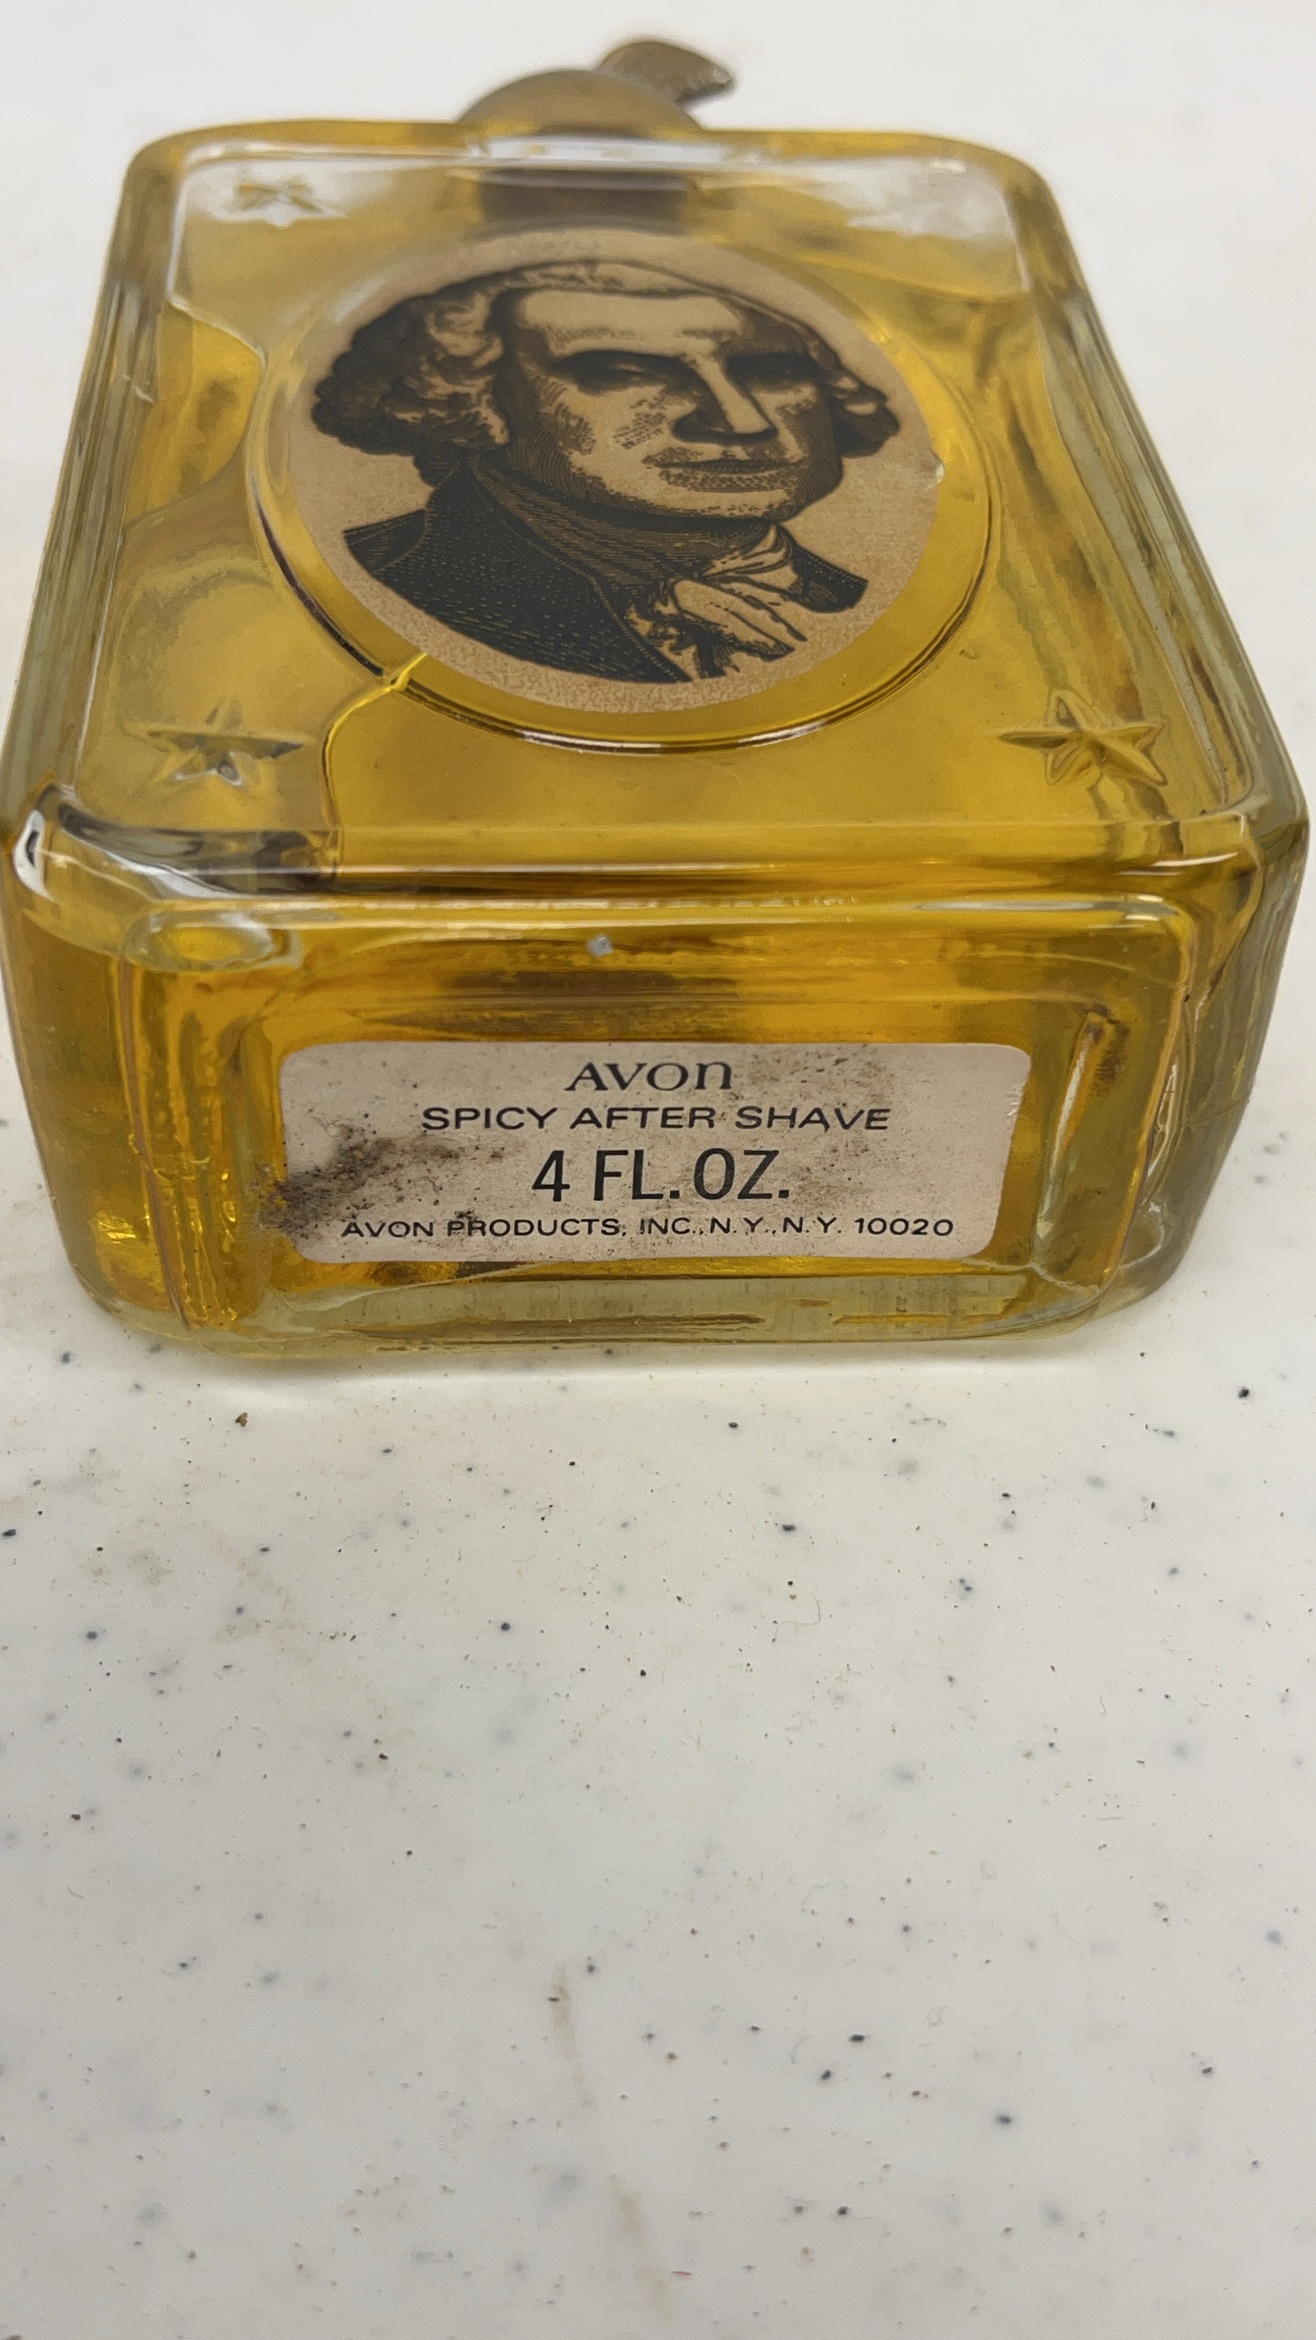 AVON
SPICY AFTER SHAVE
4 FL. OZ.
AVON PRODUCTS, INC., N.Y., N.Y. 10020